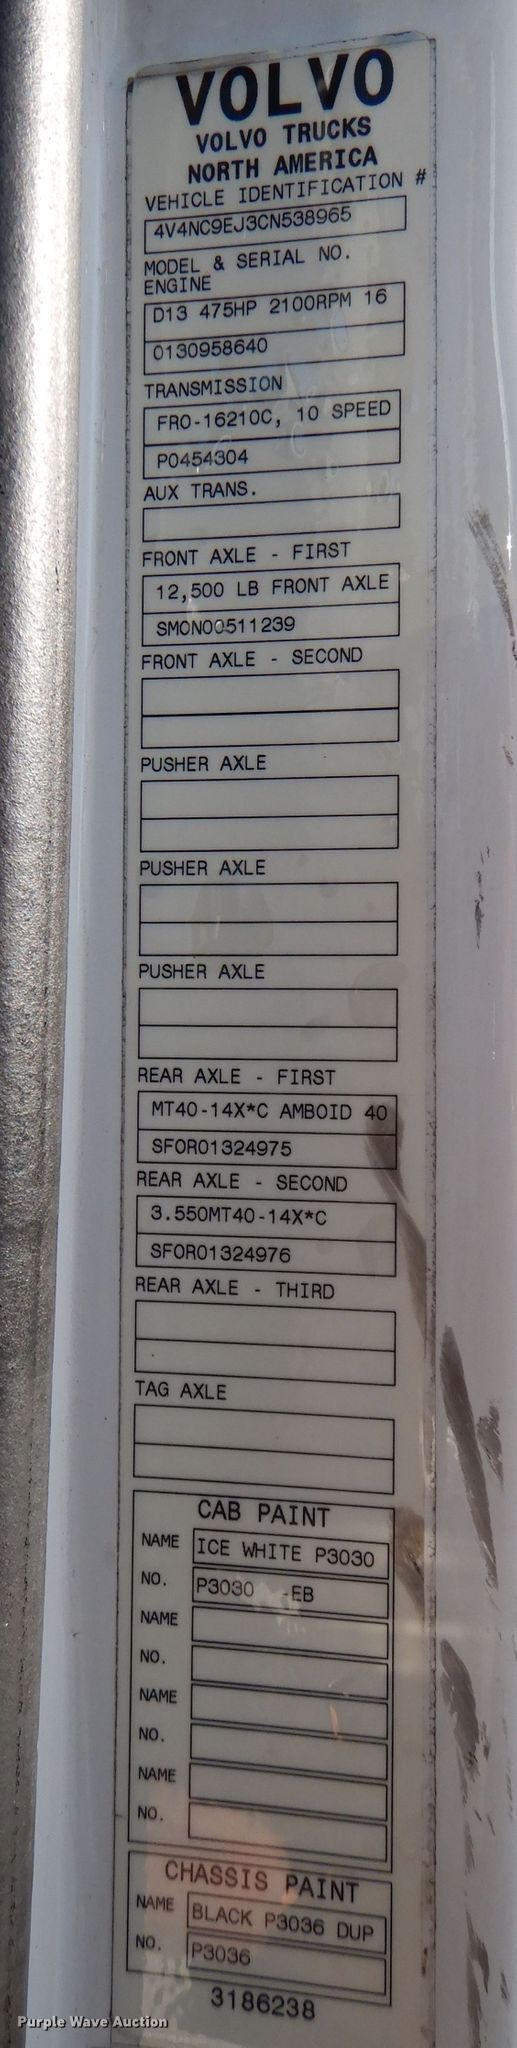 VOLVO
VOLVO TRUCKS
NORTH AMERICA
VEHICLE IDENTIFICATION #
4V4NC9EJ3CN538965
MODEL & SERIAL NO.
ENGINE
D13 475HP 2100RPM 16
0130958640
TRANSMISSION
FRO-16210C, 10 SPEED
P0454304
AUX TRANS.
FRONT AXLE - FIRST
12,500 LB FRONT AXLE
SMON00511239
FRONT AXLE - SECOND
PUSHER AXLE
PUSHER AXLE
PUSHER AXLE
REAR AXLE - FIRST
MT40-14X*C AMBOID 40
SFOR01324975
REAR AXLE - SECOND
3.550MT40-14X*C
SFOR01324976
REAR AXLE - THIRD
TAG AXLE
CAB PAINT
NAME ICE WHITE P3030
NO. P3030 -EB
NAME
NO.
NAME
NO.
NAME
NO.
CHASSIS PAINT
NAME BLACK P3036 DUP
NO. P3036
3186238
Purple Wave Auction